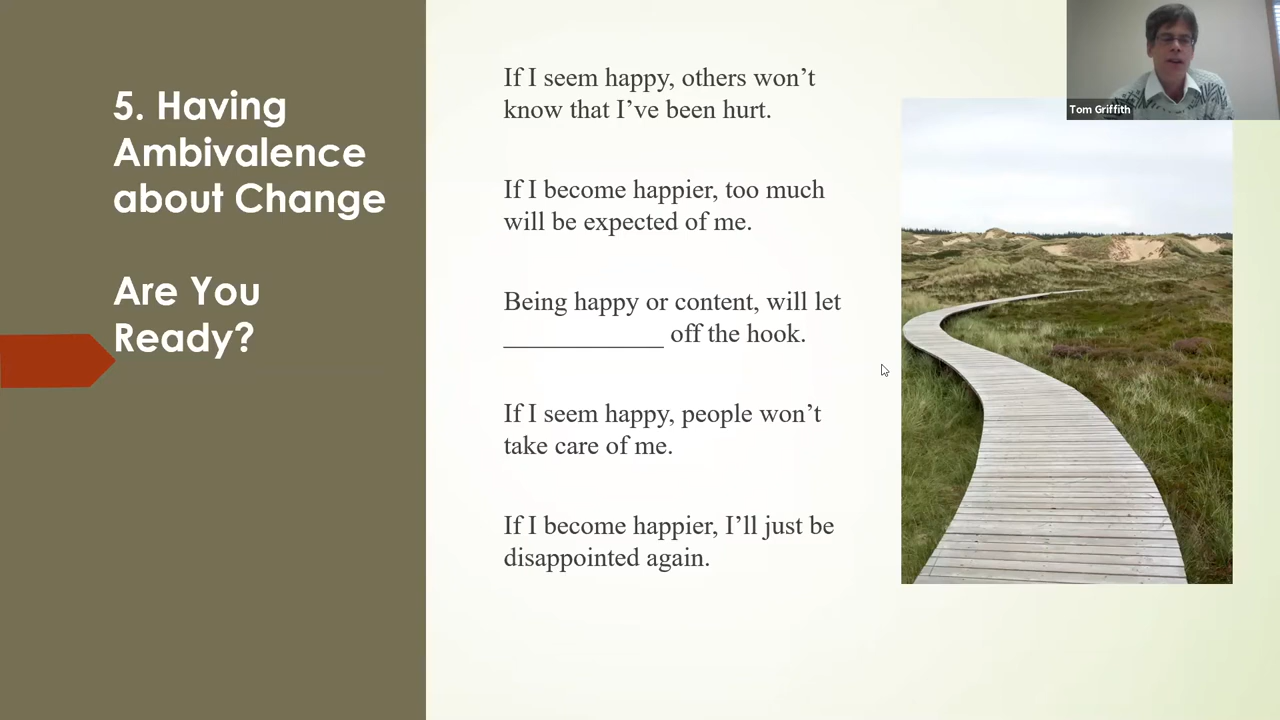 5. Having
Ambivalence
about Change
Are You
Ready?
If I seem happy, others won’t
know that I’ve been hurt.
If I become happier, too much
will be expected of me.
Being happy or content, will let
____________ off the hook.
If I seem happy, people won’t
take care of me.
If I become happier, I’ll just be
disappointed again.
Tom Griffith